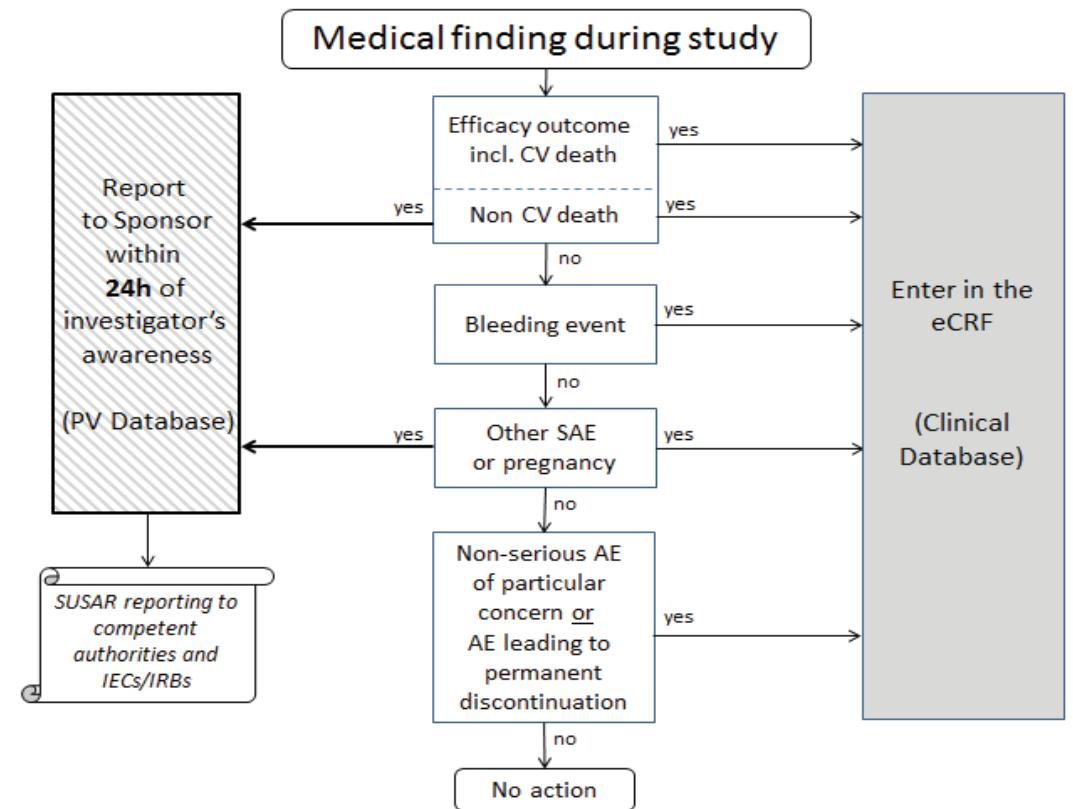 Medical finding during study
Efficacy outcome
incl. CV death
yes
Non CV death
yes
yes
Report
to Sponsor
within
24h of
investigator's
awareness
(PV Database)
no
Bleeding event
yes
Enter in the
eCRF
(Clinical
Database)
no
Other SAE
or pregnancy
yes
yes
no
Non-serious AE
of particular
concern or
AE leading to
permanent
discontinuation
yes
SUSAR reporting to
competent
authorities and
IECs/IRBs
no
No action